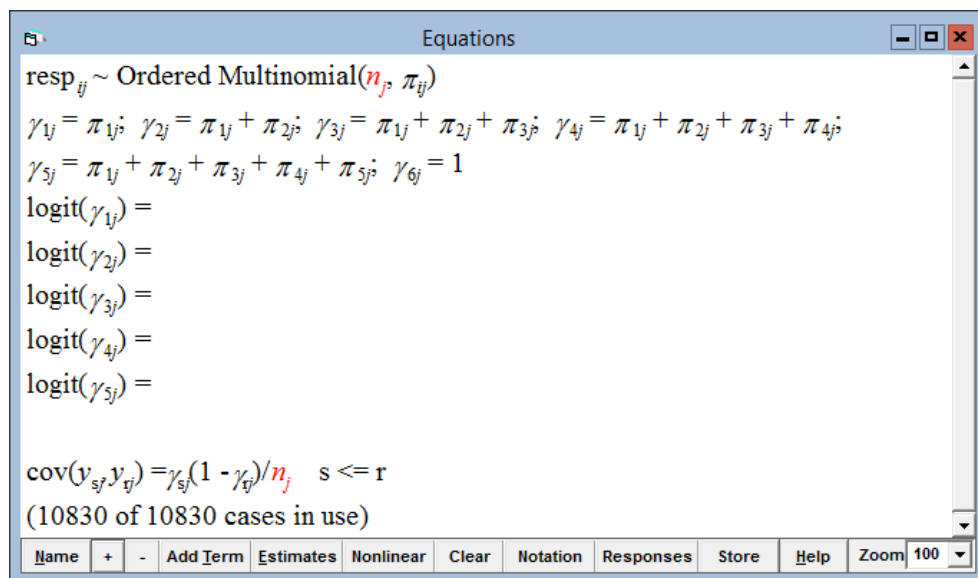 Equations
resp_ij ~ Ordered Multinomial(n_j, π_ij)
γ_1j = π_1j; γ_2j = π_1j + π_2j; γ_3j = π_1j + π_2j + π_3j; γ_4j = π_1j + π_2j + π_3j + π_4j;
γ_5j = π_1j + π_2j + π_3j + π_4j + π_5j; γ_6j = 1
logit(γ_1j) =
logit(γ_2j) =
logit(γ_3j) =
logit(γ_4j) =
logit(γ_5j) =
cov(y_sj, y_rj) = γ_sj(1 - γ_rj)/n_j s <= r
(10830 of 10830 cases in use)
Name + - Add Term Estimates Nonlinear Clear Notation Responses Store Help Zoom 100